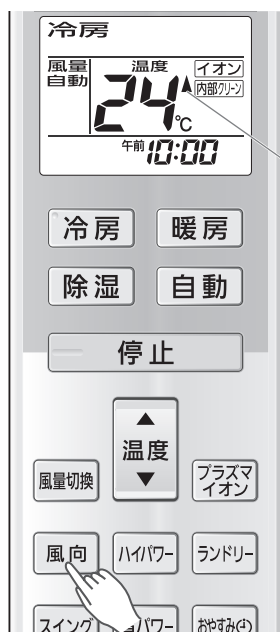 冷房
風量 温度 イオン
自動 24℃ 内部クリーン
午前 10:00
冷房 暖房
除湿 自動
停止
▲
温度
▼
風量切換 プラズマ
イオン
風向 ハイパワー ランドリー
スイング パワー おやすみ